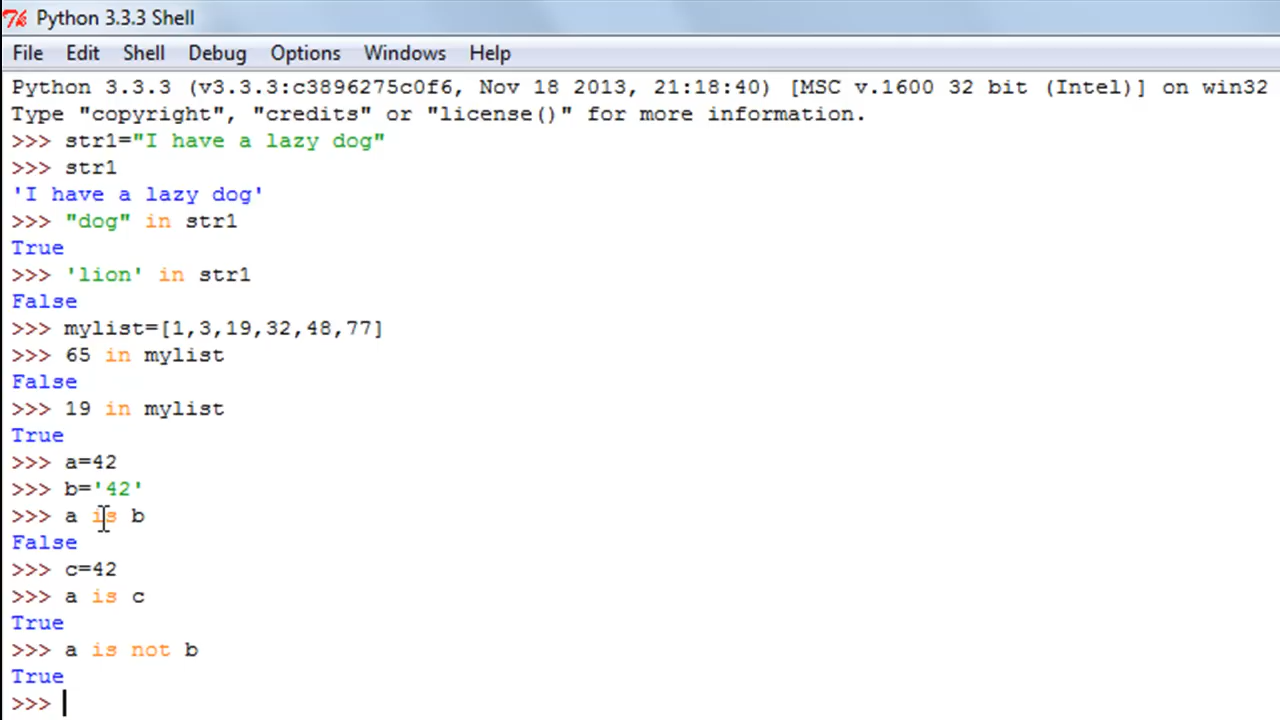 Python 3.3.3 Shell
File Edit Shell Debug Options Windows Help
Python 3.3.3 (v3.3.3:c3896275c0f6, Nov 18 2013, 21:18:40) [MSC v.1600 32 bit (Intel)] on win32
Type "copyright", "credits" or "license()" for more information.
>>> str1="I have a lazy dog"
>>> str1
'I have a lazy dog'
>>> "dog" in str1
True
>>> 'lion' in str1
False
>>> mylist=[1,3,19,32,48,77]
>>> 65 in mylist
False
>>> 19 in mylist
True
>>> a=42
>>> b='42'
>>> a is b
False
>>> c=42
>>> a is c
True
>>> a is not b
True
>>>